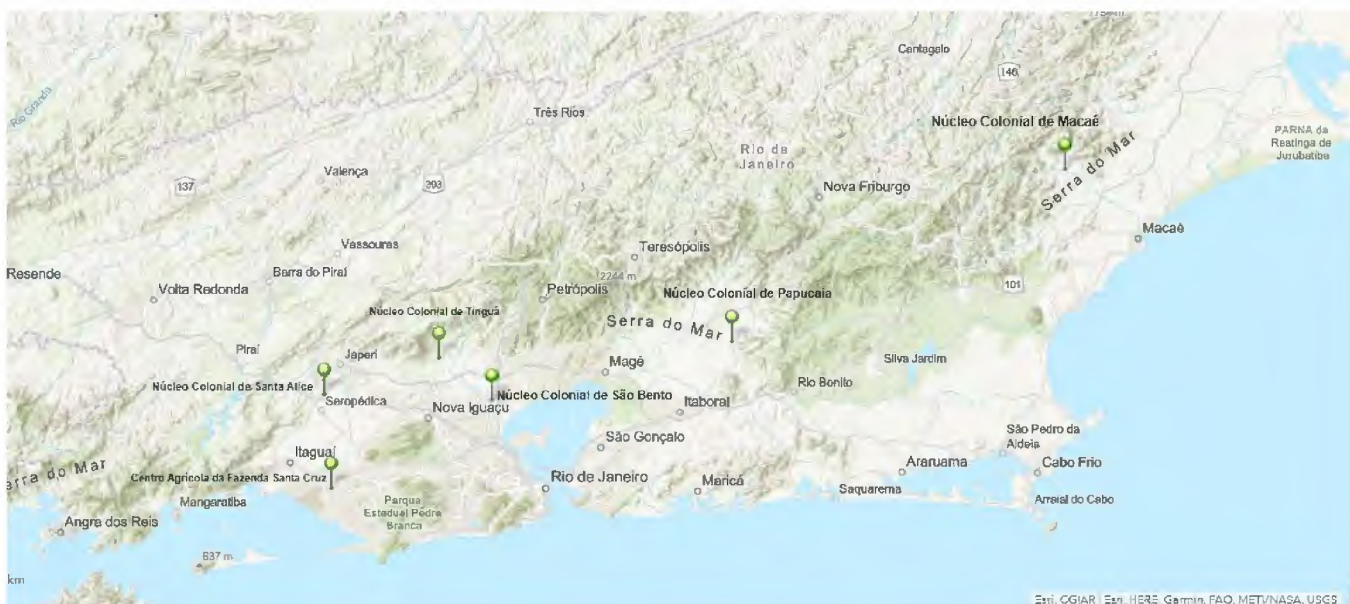 1794m
Cantagalo
Rio Grande
146
Três Rios
Núcleo Colonial de Macaé
PARNA da
Restinga de
Jurubatiba
Rio de
Janeiro
Valença
137
393
Nova Friburgo
Serra do Mar
Macaé
Vassouras
Teresópolis
Resende
Barra do Piraí
2244 m
101
Volta Redonda
Petrópolis
Núcleo Colonial de Papucaia
Núcleo Colonial de Tinguá
Serra do Mar
Piraí
Japeri
Magé
Silva Jardim
Núcleo Colonial de Santa Alice
Núcleo Colonial de São Bento
Rio Bonito
Seropédica
Nova Iguaçu
Itaboraí
São Gonçalo
São Pedro da
Aldeia
Itaguaí
Serra do Mar
Centro Agrícola da Fazenda Santa Cruz
Rio de Janeiro
Araruama
Cabo Frio
Maricá
Saquarema
Mangaratiba
Parque
Estadual Pedra
Branca
Arraial do Cabo
Angra dos Reis
637 m
km
Esri, CGIAR | Esri, HERE, Garmin, FAO, METI/NASA, USGS